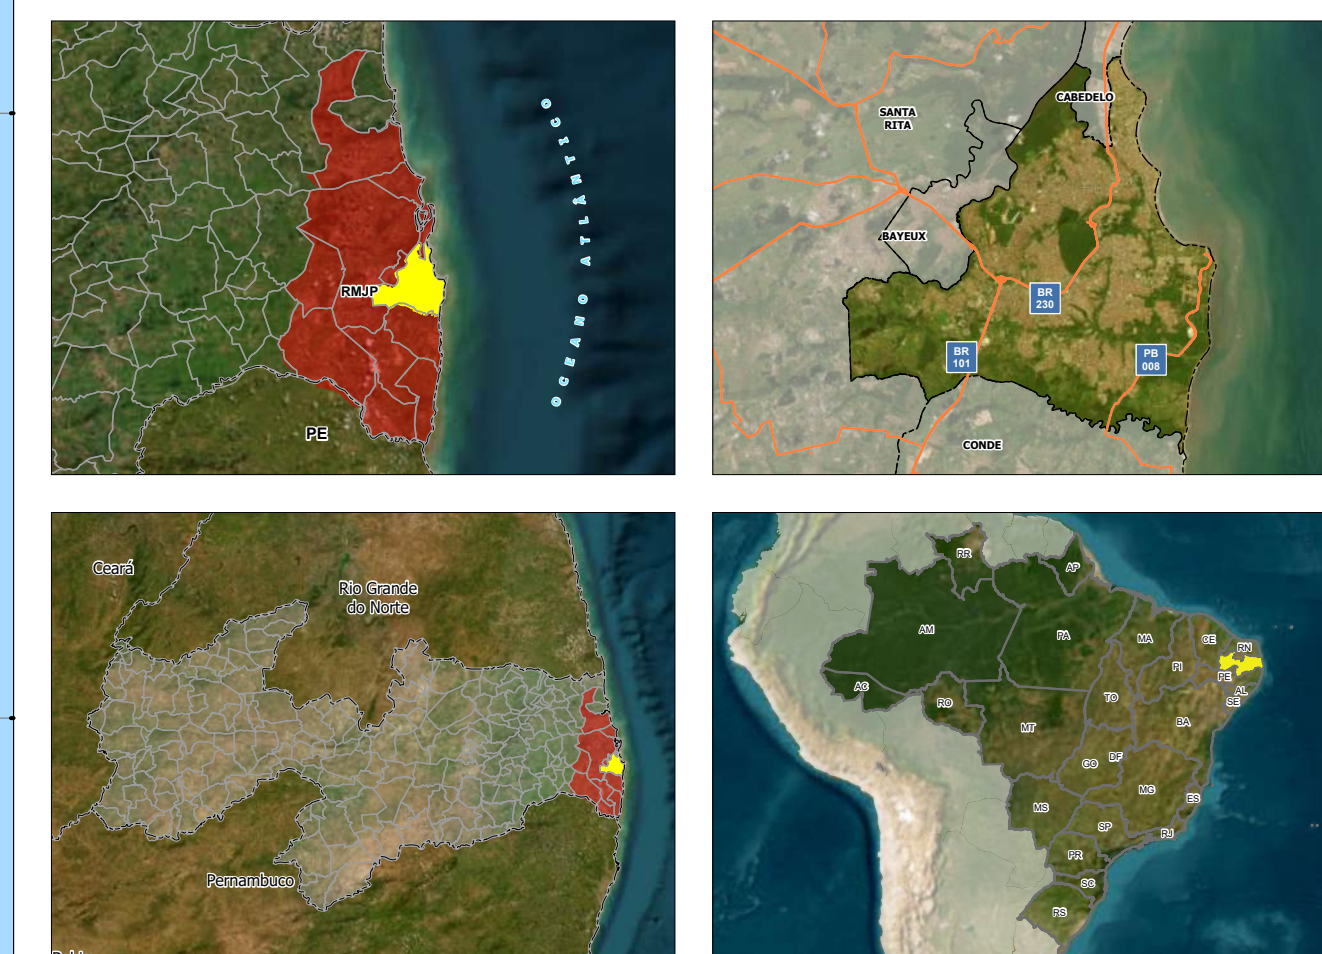 OCEANO ATLÂNTICO
RMJP
PE
SANTA
RITA
CABEDELO
BAYEUX
BR
230
BR
101
PB
008
CONDE
Ceará
Rio Grande
do Norte
Pernambuco
RR
AP
AM
PA
MA
CE
RN
PI
PE
AC
RO
TO
AL
SE
BA
MT
DF
GO
MG
MS
ES
SP
RJ
PR
SC
RS